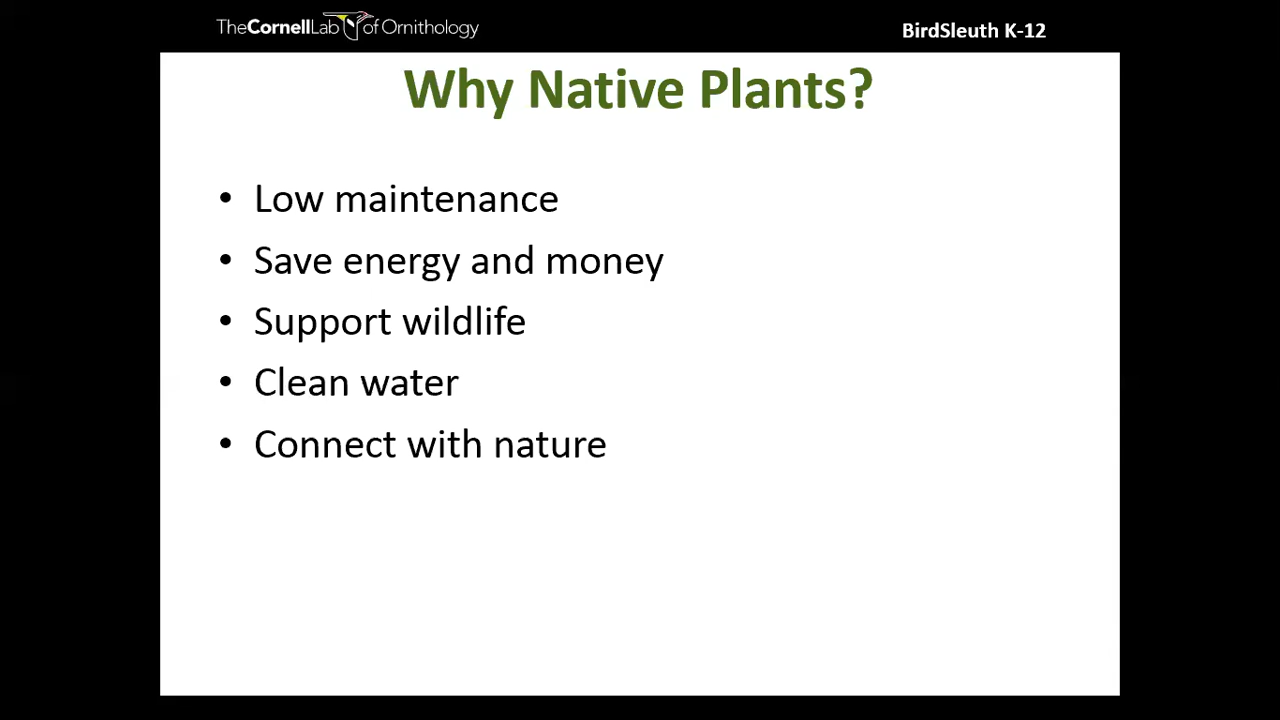 TheCornellLab of Ornithology
BirdSleuth K-12
Why Native Plants?
• Low maintenance
• Save energy and money
• Support wildlife
• Clean water
• Connect with nature